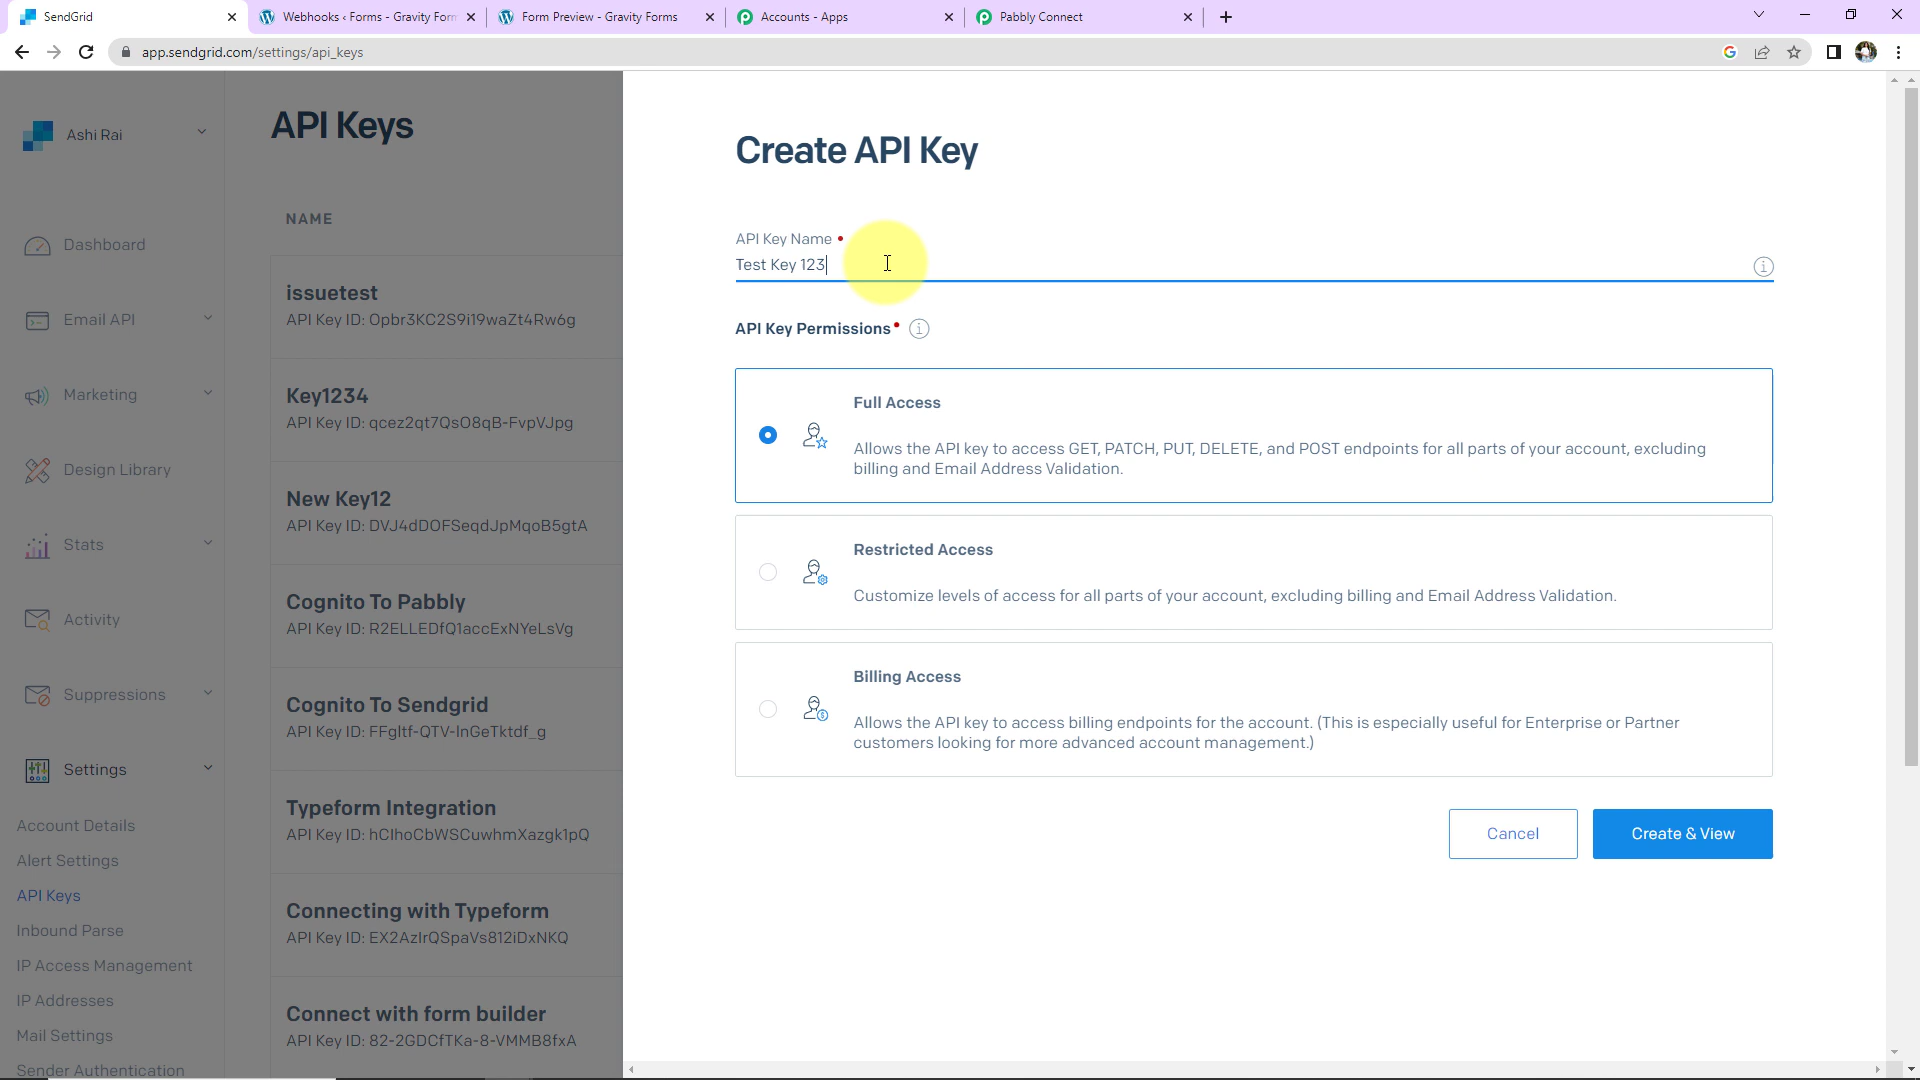 SendGrid
Webhooks ‹ Forms - Gravity Form
Form Preview - Gravity Forms
Accounts - Apps
Pabbly Connect
app.sendgrid.com/settings/api_keys
Ashi Rai
Dashboard
Email API
Marketing
Design Library
Stats
Activity
Suppressions
Settings
Account Details
Alert Settings
API Keys
Inbound Parse
IP Access Management
IP Addresses
Mail Settings
Sender Authentication
API Keys
NAME
issuetest
API Key ID: Opbr3KC2S9i19waZt4Rw6g
Key1234
API Key ID: qcez2qt7QsO8qB-FvpVJpg
New Key12
API Key ID: DVJ4dDOFSeqdJpMqoB5gtA
Cognito To Pabbly
API Key ID: R2ELLEDfQ1accExNYeLsVg
Cognito To Sendgrid
API Key ID: FFgltf-QTV-InGeTktdf_g
Typeform Integration
API Key ID: hClhoCbWSCuwhmXazgk1pQ
Connecting with Typeform
API Key ID: EX2AzlrQSpaVs812iDxNKQ
Connect with form builder
API Key ID: 82-2GDCfTKa-8-VMMB8fxA
Create API Key
API Key Name
Test Key 123
API Key Permissions
Full Access
Allows the API key to access GET, PATCH, PUT, DELETE, and POST endpoints for all parts of your account, excluding
billing and Email Address Validation.
Restricted Access
Customize levels of access for all parts of your account, excluding billing and Email Address Validation.
Billing Access
Allows the API key to access billing endpoints for the account. (This is especially useful for Enterprise or Partner
customers looking for more advanced account management.)
Cancel
Create & View